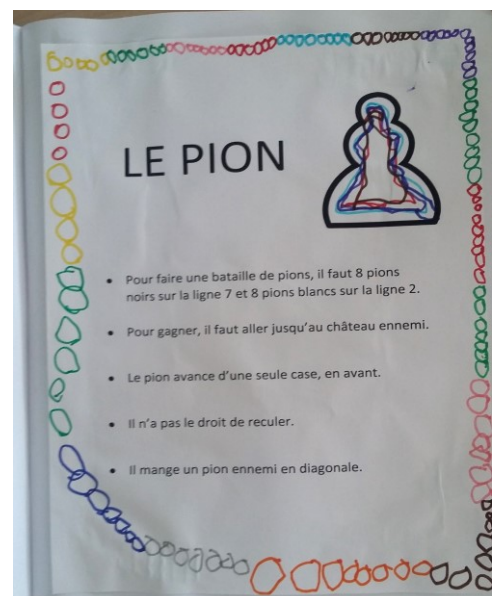 LE PION
• Pour faire une bataille de pions, il faut 8 pions
noirs sur la ligne 7 et 8 pions blancs sur la ligne 2.
• Pour gagner, il faut aller jusqu'au château ennemi.
• Le pion avance d'une seule case, en avant.
• Il n'a pas le droit de reculer.
• Il mange un pion ennemi en diagonale.